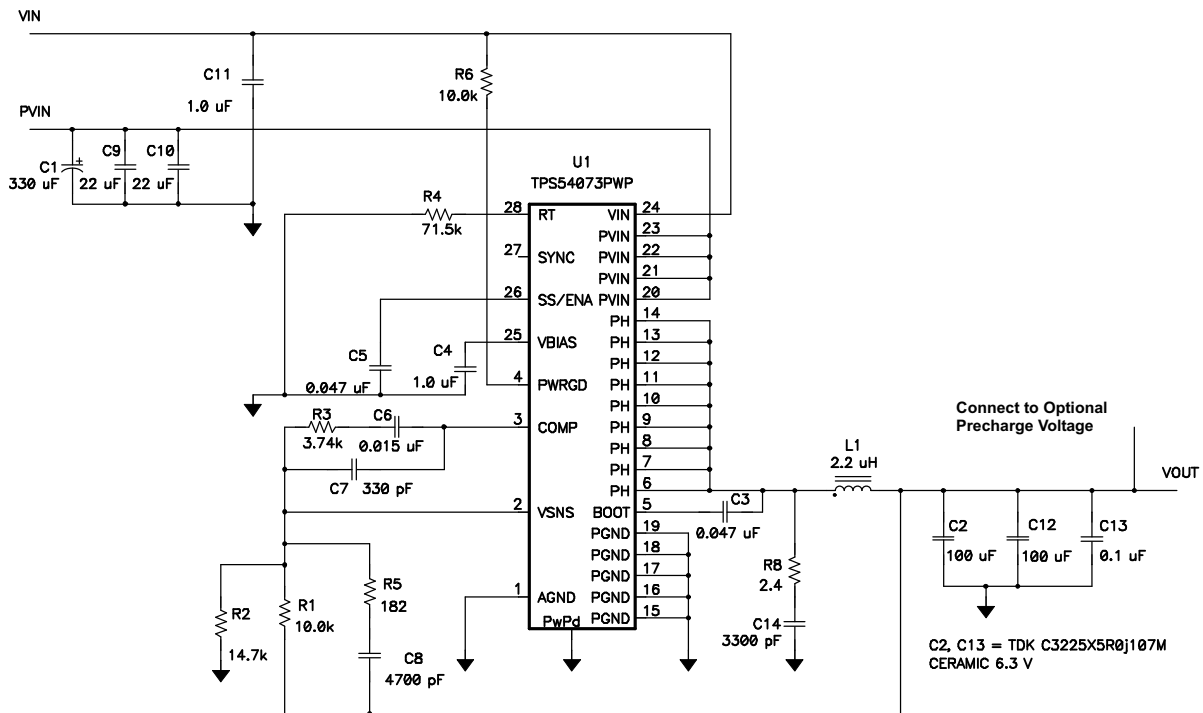 VIN
C11
1.0 uF
R6
10.0k
PVIN
C1
330 uF
+
C9
22 uF
C10
22 uF
U1
TPS54073PWP
R4
71.5k
28 RT
27 SYNC
26 SS/ENA
25 VBIAS
4 PWRGD
3 COMP
2 VSNS
1 AGND
PwPd
VIN 24
PVIN 23
PVIN 22
PVIN 21
PVIN 20
PH 14
PH 13
PH 12
PH 11
PH 10
PH 9
PH 8
PH 7
PH 6
BOOT 5
PGND 19
PGND 18
PGND 17
PGND 16
PGND 15
C5
0.047 uF
C4
1.0 uF
R3
3.74k
C6
0.015 uF
C7
330 pF
R2
14.7k
R1
10.0k
R5
182
C8
4700 pF
C3
0.047 uF
R8
2.4
C14
3300 pF
L1
2.2 uH
Connect to Optional
Precharge Voltage
VOUT
C2
100 uF
C12
100 uF
C13
0.1 uF
C2, C13 = TDK C3225X5R0j107M
CERAMIC 6.3 V